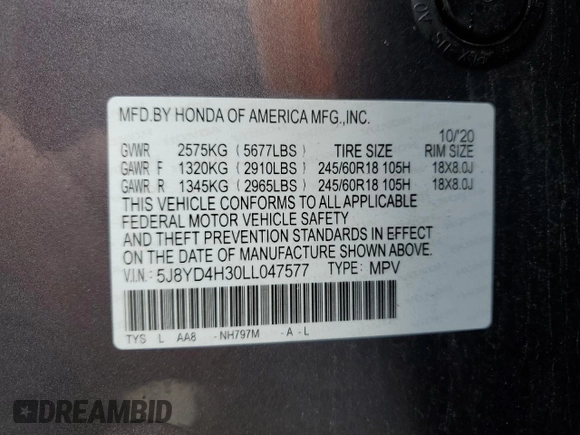 MFD.BY HONDA OF AMERICA MFG.,INC.
10/'20
GVWR 2575KG (5677LBS) TIRE SIZE RIM SIZE
GAWR F 1320KG (2910LBS) 245/60R18 105H 18X8.0J
GAWR R 1345KG (2965LBS) 245/60R18 105H 18X8.0J
THIS VEHICLE CONFORMS TO ALL APPLICABLE
FEDERAL MOTOR VEHICLE SAFETY
AND THEFT PREVENTION STANDARDS IN EFFECT
ON THE DATE OF MANUFACTURE SHOWN ABOVE.
V.I.N.: 5J8YD4H30LL047577 TYPE: MPV
TYS L AA8 -NH797M -A-L
DREAMBID